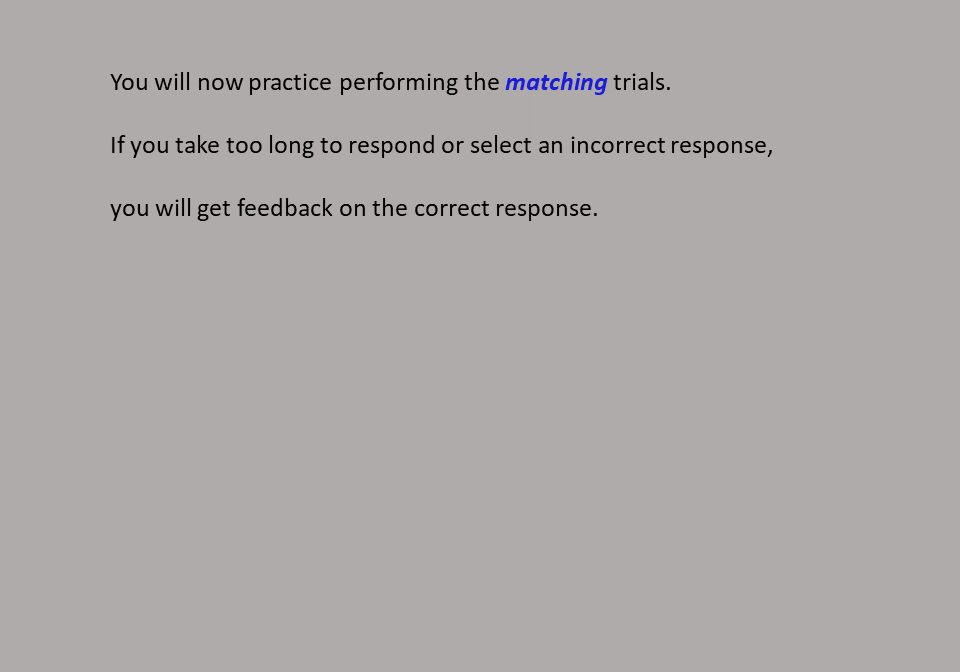 You will now practice performing the matching trials.
If you take too long to respond or select an incorrect response,
you will get feedback on the correct response.